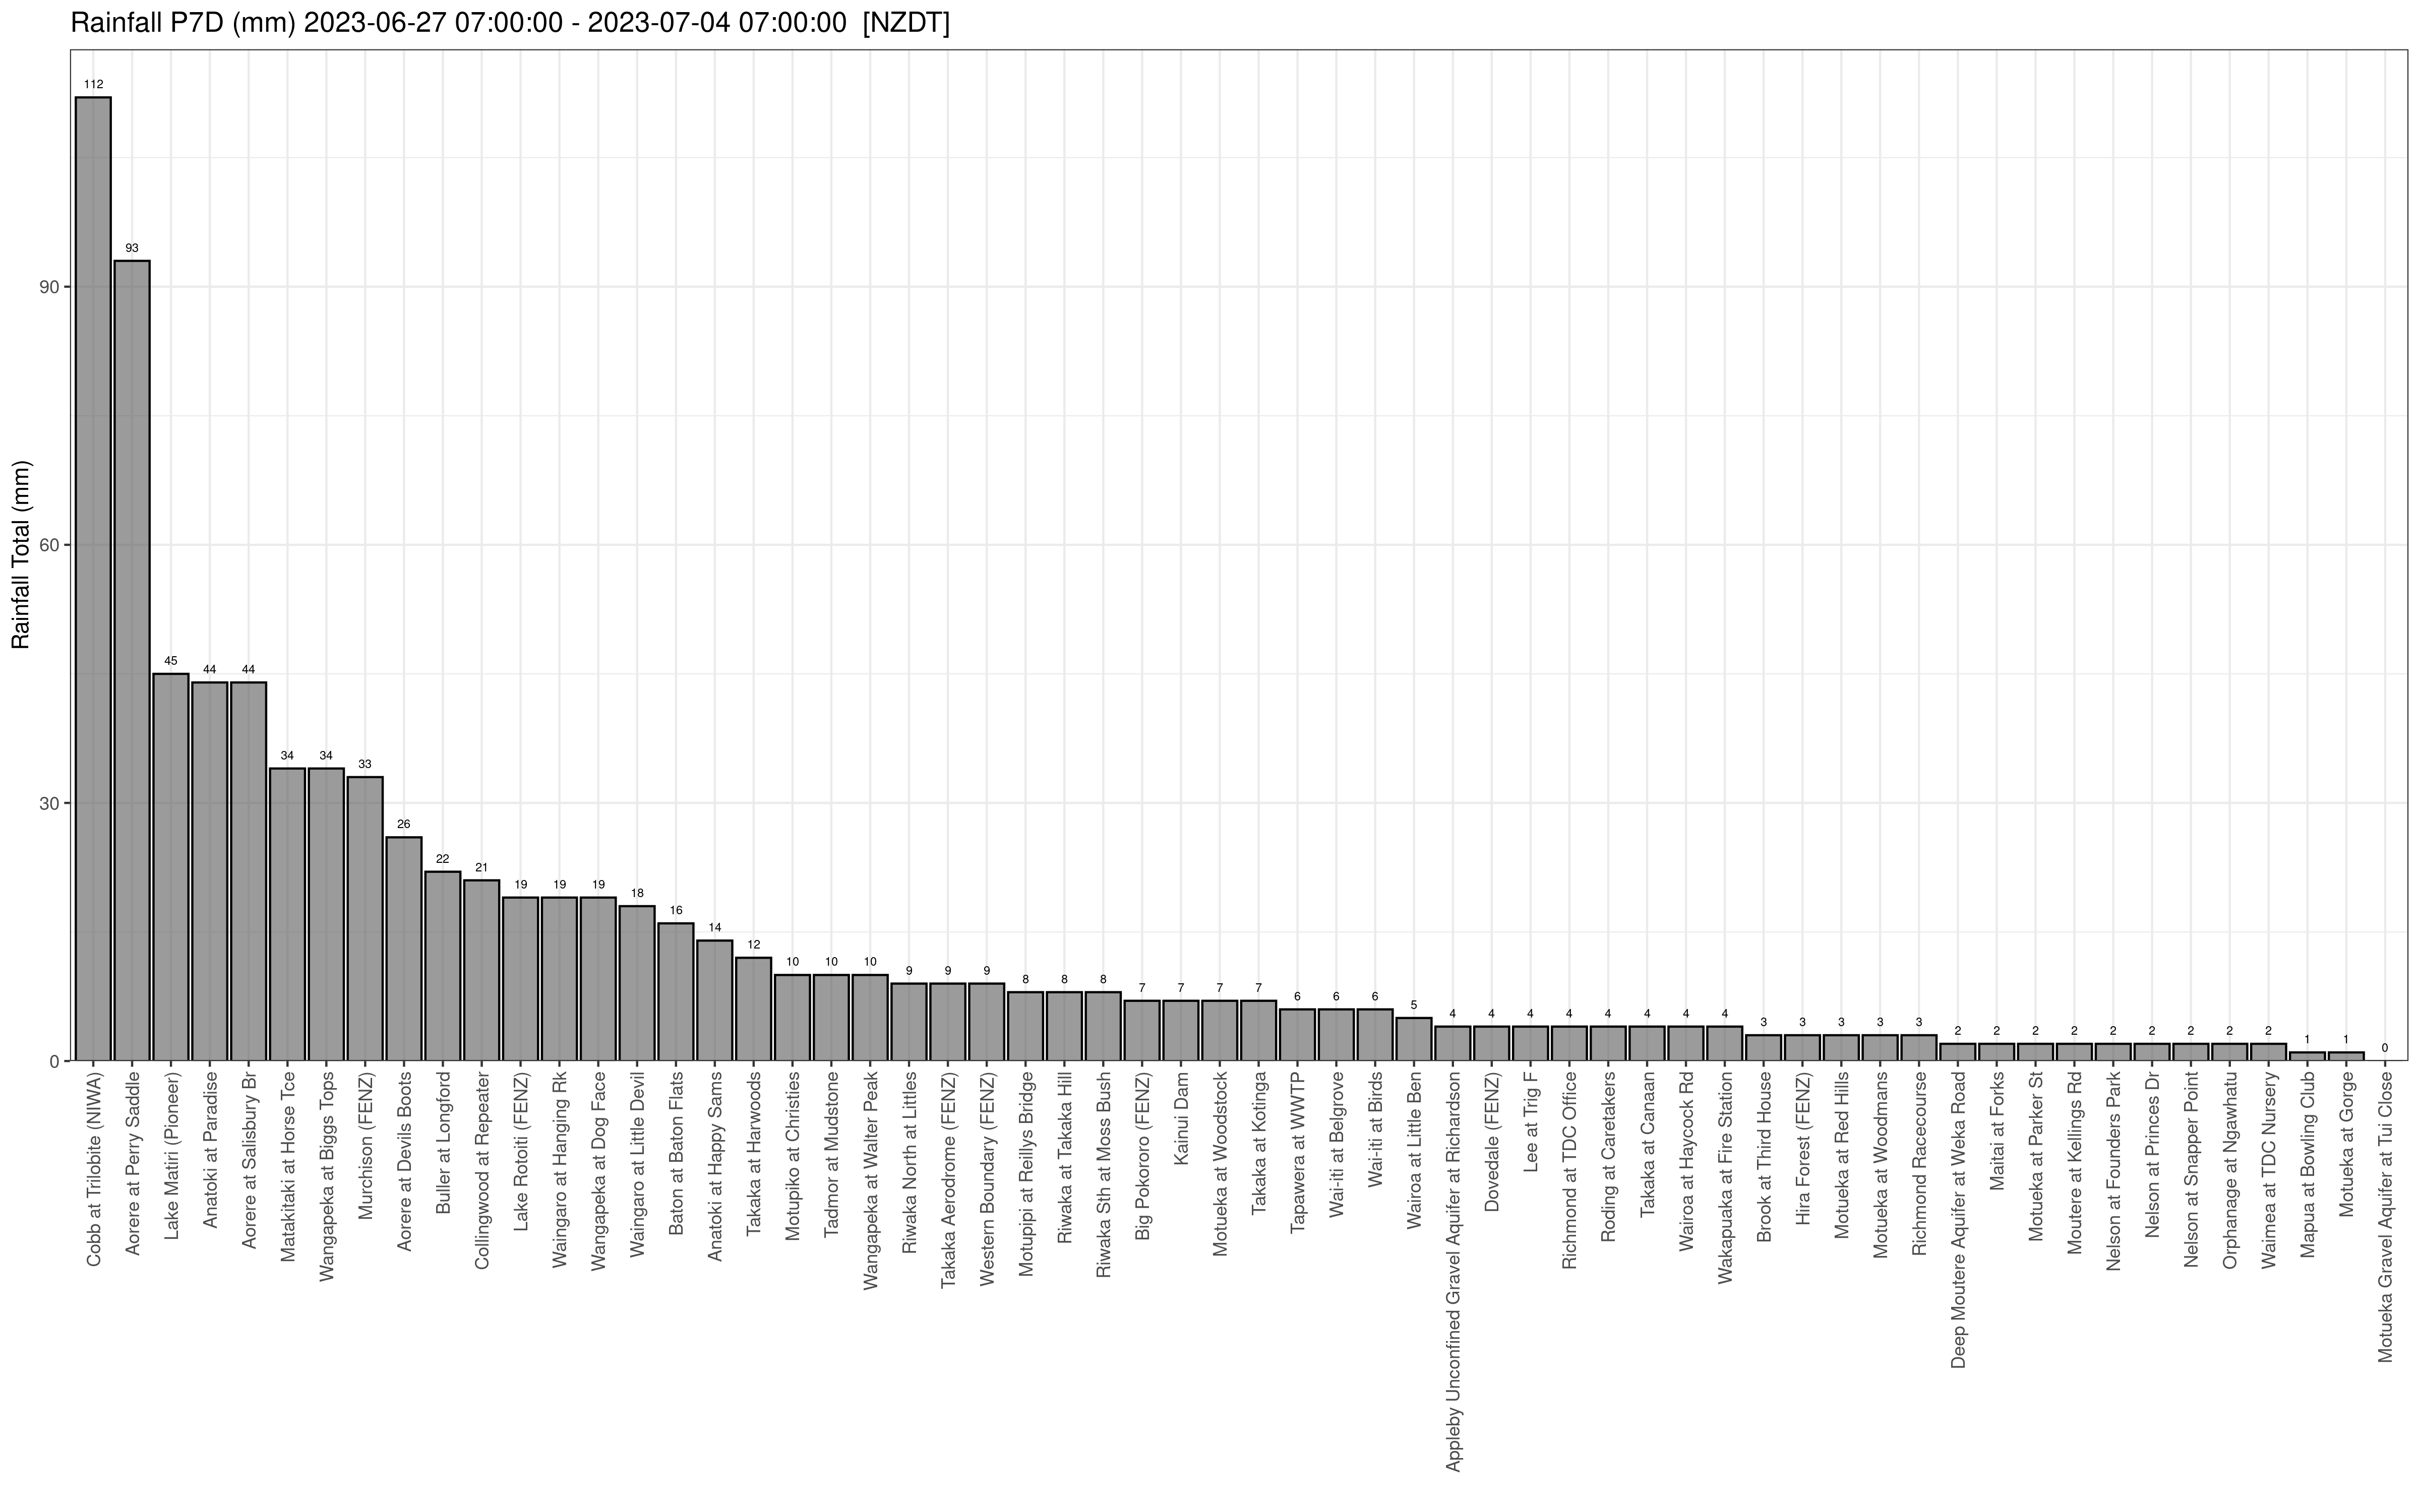 Rainfall P7D (mm) 2023-06-27 07:00:00 - 2023-07-04 07:00:00 [NZDT]
Rainfall Total (mm)
90
60
30
0
112
93
45
44
44
34
34
33
26
22
21
19
19
19
18
16
14
12
10
10
10
9
9
9
8
8
8
7
7
7
7
6
6
6
5
4
4
4
4
4
4
4
4
3
3
3
3
3
2
2
2
2
2
2
2
2
2
1
1
0
Cobb at Trilobite (NIWA)
Aorere at Perry Saddle
Lake Matiri (Pioneer)
Anatoki at Paradise
Aorere at Salisbury Br
Matakitaki at Horse Tce
Wangapeka at Biggs Tops
Murchison (FENZ)
Aorere at Devils Boots
Buller at Longford
Collingwood at Repeater
Lake Rotoiti (FENZ)
Waingaro at Hanging Rk
Wangapeka at Dog Face
Waingaro at Little Devil
Baton at Baton Flats
Anatoki at Happy Sams
Takaka at Harwoods
Motupiko at Christies
Tadmor at Mudstone
Wangapeka at Walter Peak
Riwaka North at Littles
Takaka Aerodrome (FENZ)
Western Boundary (FENZ)
Motupipi at Reillys Bridge
Riwaka at Takaka Hill
Riwaka Sth at Moss Bush
Big Pokororo (FENZ)
Kainui Dam
Motueka at Woodstock
Takaka at Kotinga
Tapawera at WWTP
Wai-iti at Belgrove
Wai-iti at Birds
Wairoa at Little Ben
Appleby Unconfined Gravel Aquifer at Richardson
Dovedale (FENZ)
Lee at Trig F
Richmond at TDC Office
Roding at Caretakers
Takaka at Canaan
Wairoa at Haycock Rd
Wakapuaka at Fire Station
Brook at Third House
Hira Forest (FENZ)
Motueka at Red Hills
Motueka at Woodmans
Richmond Racecourse
Deep Moutere Aquifer at Weka Road
Maitai at Forks
Motueka at Parker St
Moutere at Kellings Rd
Nelson at Founders Park
Nelson at Princes Dr
Nelson at Snapper Point
Orphanage at Ngawhatu
Waimea at TDC Nursery
Mapua at Bowling Club
Motueka at Gorge
Motueka Gravel Aquifer at Tui Close